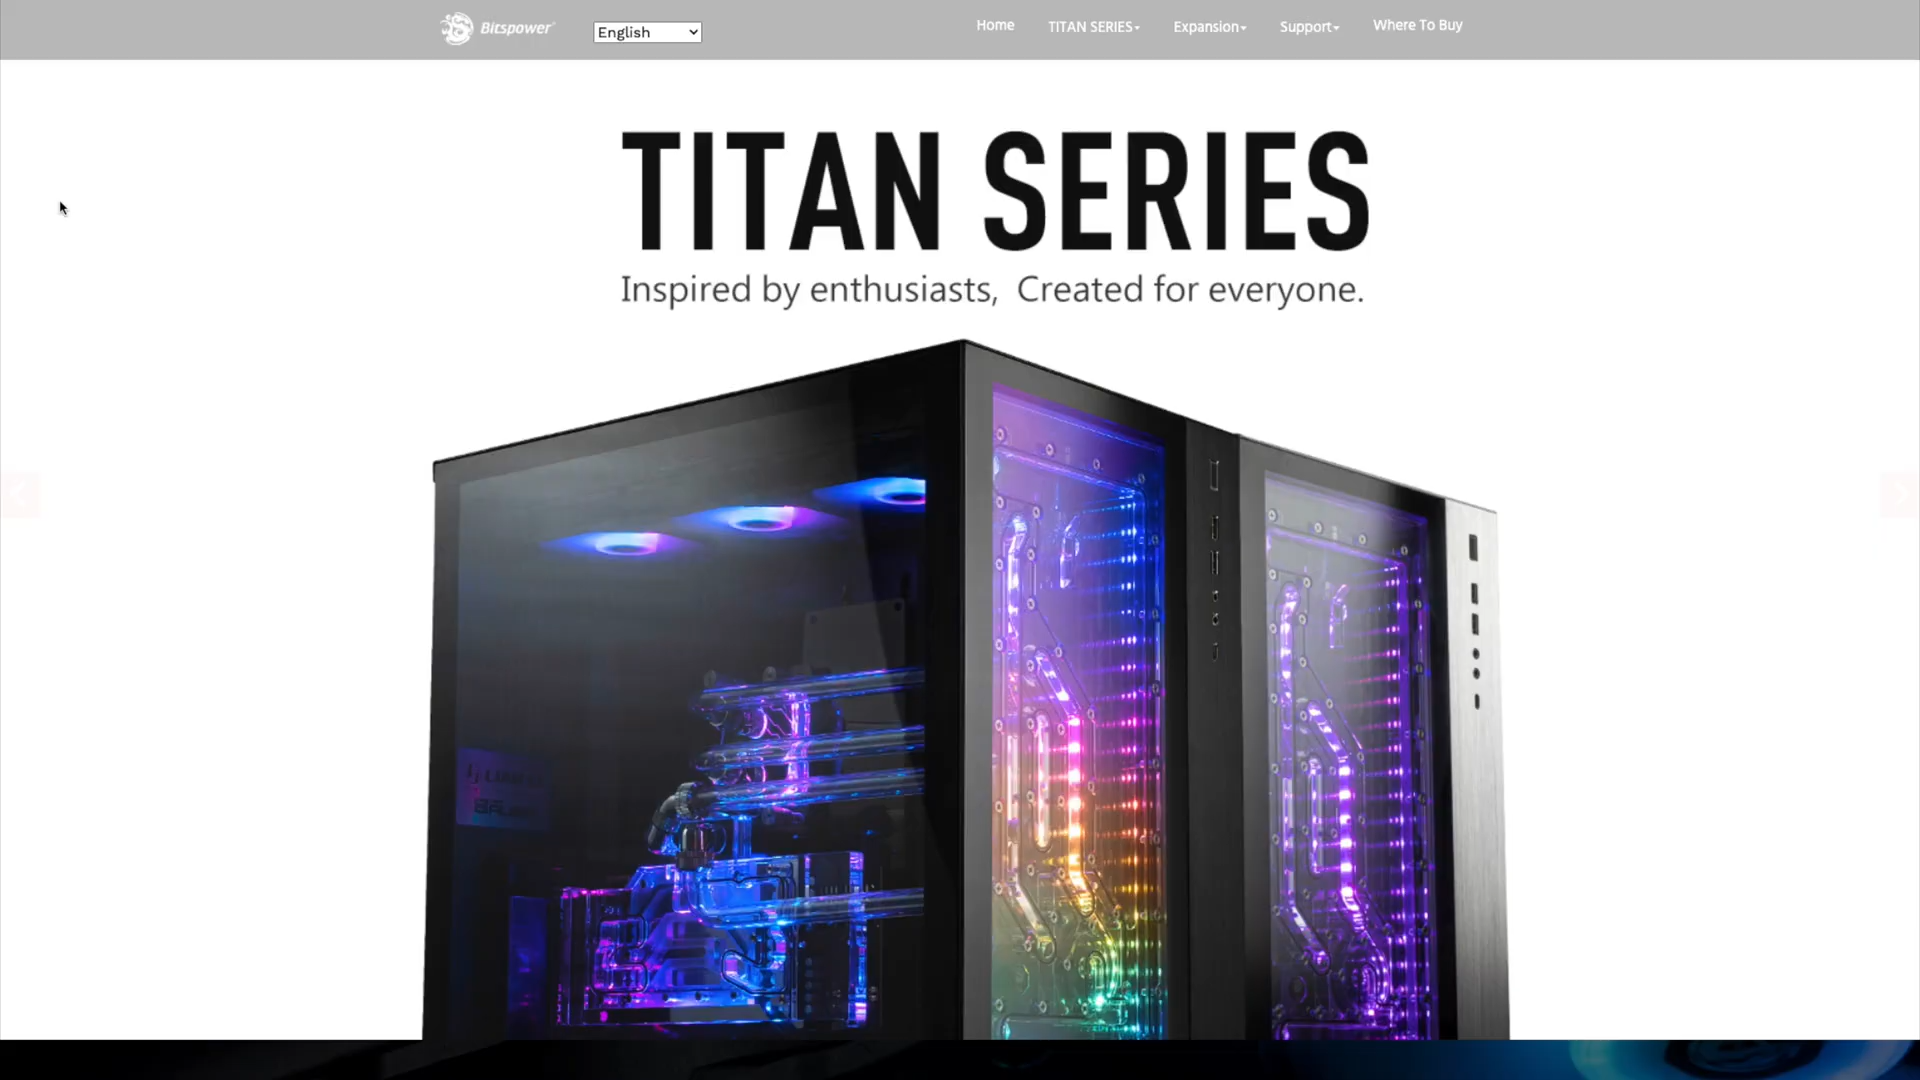 Bitspower
English
Home
TITAN SERIES
Expansion
Support
Where To Buy
TITAN SERIES
Inspired by enthusiasts, Created for everyone.